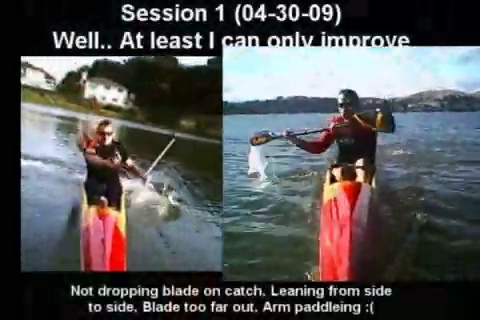 Session 1 (04-30-09)
Well.. At least I can only improve
Not dropping blade on catch. Leaning from side
to side. Blade too far out. Arm paddleing :(